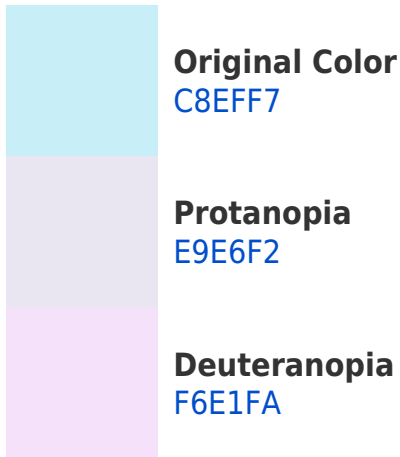 Original Color
C8EFF7
Protanopia
E9E6F2
Deuteranopia
F6E1FA